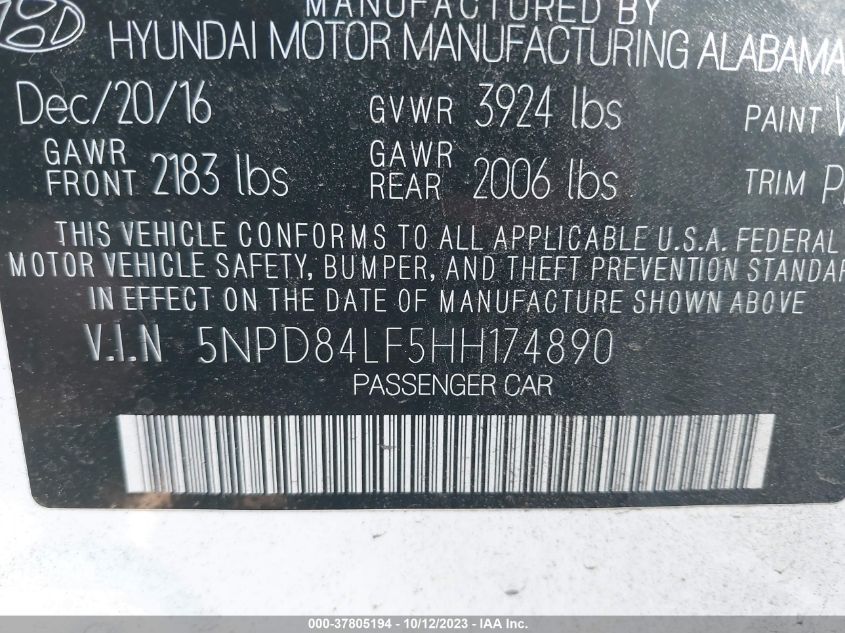 MANUFACTURED BY
HYUNDAI MOTOR MANUFACTURING ALABAMA
Dec/20/16 GVWR 3924 lbs PAINT
GAWR FRONT 2183 lbs GAWR REAR 2006 lbs TRIM
THIS VEHICLE CONFORMS TO ALL APPLICABLE U.S.A. FEDERAL
MOTOR VEHICLE SAFETY, BUMPER, AND THEFT PREVENTION STANDAR
IN EFFECT ON THE DATE OF MANUFACTURE SHOWN ABOVE
V.I.N 5NPD84LF5HH174890
PASSENGER CAR
000-37805194 - 10/12/2023 - IAA Inc.